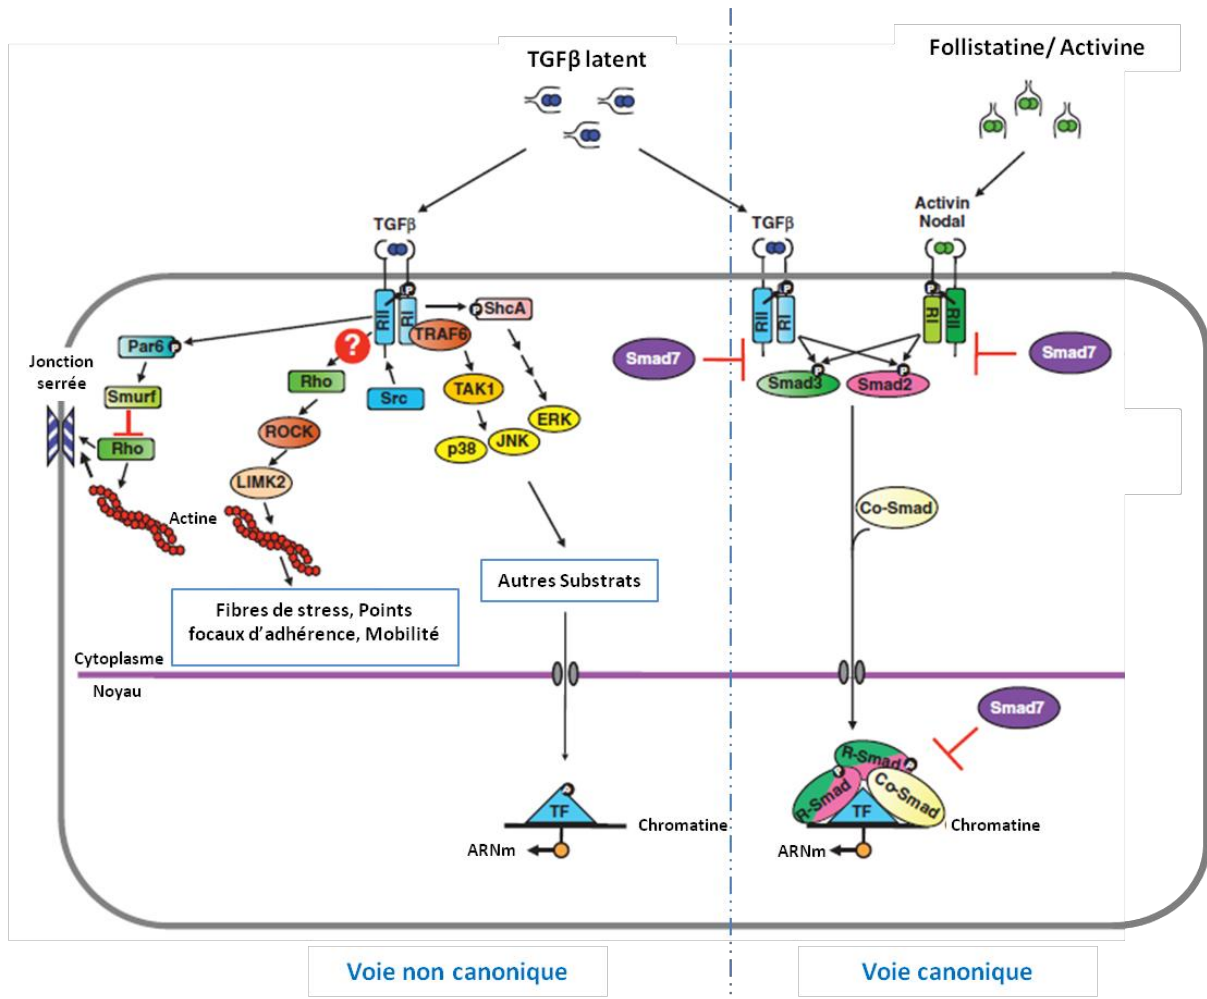 TGFβ latent
Follistatine/ Activine
TGFβ
TGFβ
Activin
Nodal
P
P
P
RII
RI
RII
RI
RI
RII
P
ShcA
TRAF6
Par6
P
?
Jonction
serrée
Smurf
Rho
Src
TAK1
ERK
Smad7
Smad7
P
P
Smad3
Smad2
Rho
ROCK
p38
JNK
LIMK2
Actine
Co-Smad
Autres Substrats
Fibres de stress, Points
focaux d'adhérence, Mobilité
Cytoplasme
Noyau
Smad7
R-Smad
P
P
R-Smad
Co-Smad
P
TF
TF
Chromatine
Chromatine
ARNm
ARNm
Voie non canonique
Voie canonique